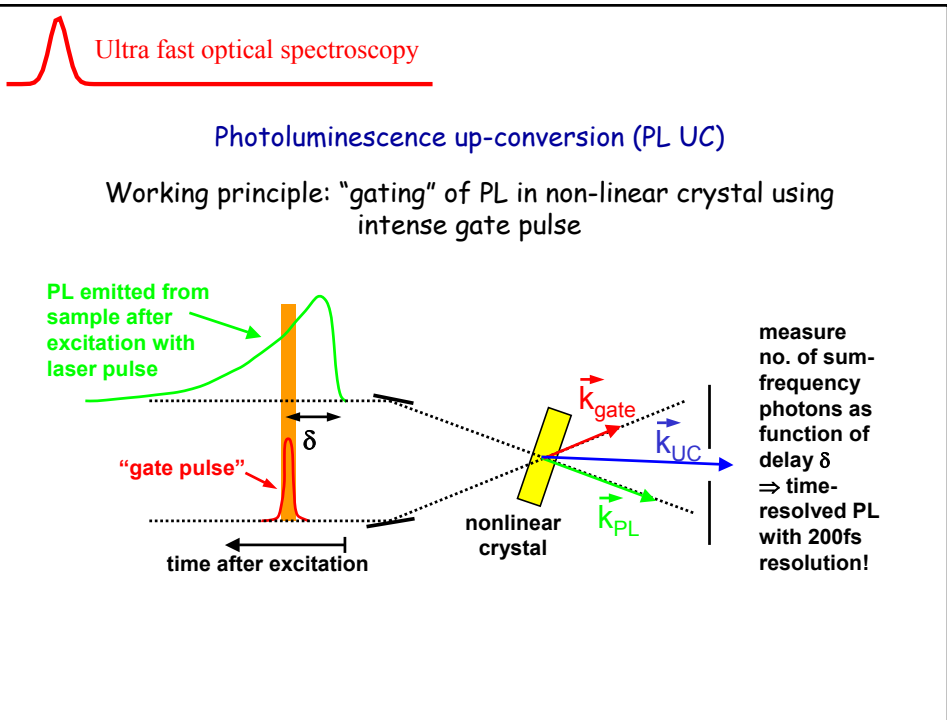 Ultra fast optical spectroscopy
Photoluminescence up-conversion (PL UC)
Working principle: “gating” of PL in non-linear crystal using
intense gate pulse
PL emitted from
sample after
excitation with
laser pulse
δ
“gate pulse”
time after excitation
nonlinear
crystal
k⃗gate
k⃗UC
k⃗PL
measure
no. of sum-
frequency
photons as
function of
delay δ
⇒ time-
resolved PL
with 200fs
resolution!